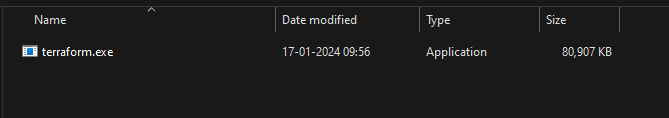 Name Date modified Type Size
terraform.exe 17-01-2024 09:56 Application 80,907 KB